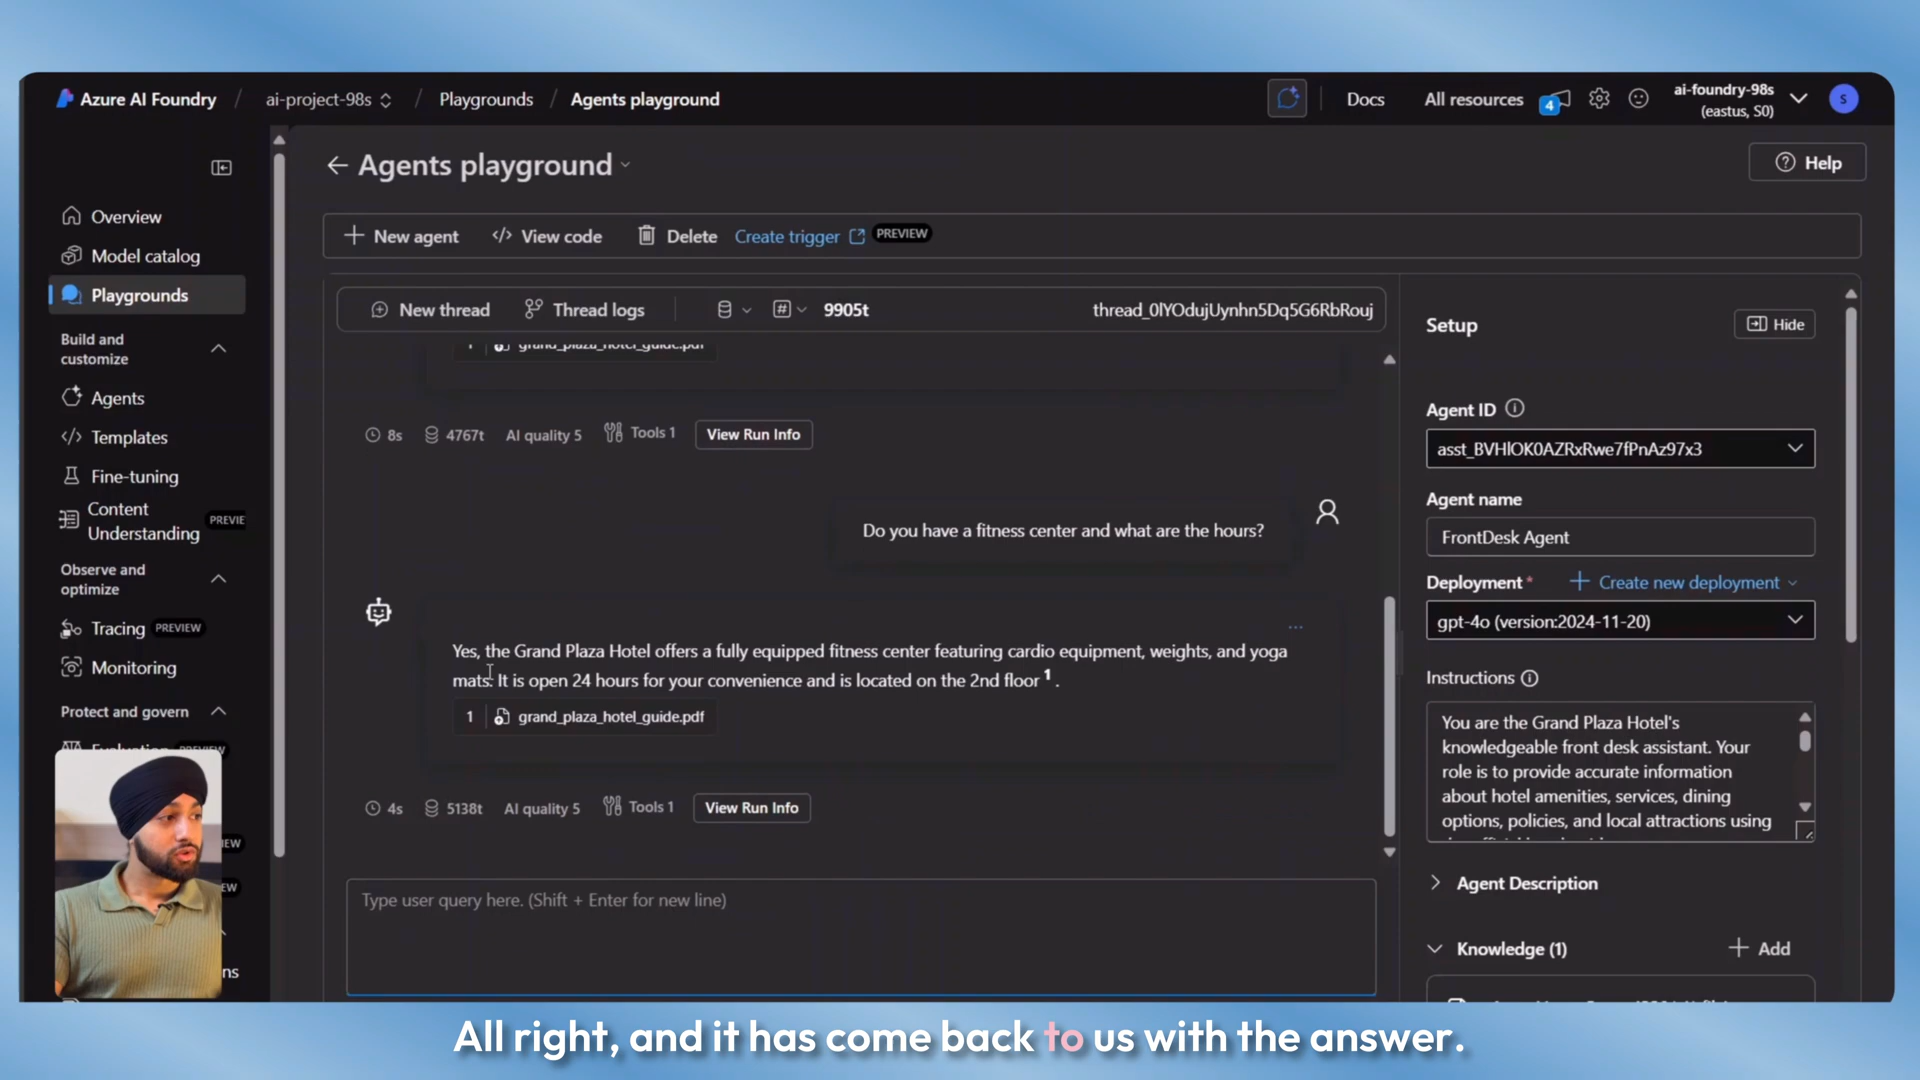 Azure AI Foundry / ai-project-98s / Playgrounds / Agents playground
Docs All resources 4 ai-foundry-98s (eastus, S0) S
Overview
Model catalog
Playgrounds
Build and
customize
Agents
Templates
Fine-tuning
Content
Understanding PREVIE
Observe and
optimize
Tracing PREVIEW
Monitoring
Protect and govern
Evaluation PREVIEW
EW
EW
ns
Agents playground
Help
New agent View code Delete Create trigger PREVIEW
New thread Thread logs 9905t thread_0lYOdujUynhn5Dq5G6RbRouj
1 grand_plaza_hotel_guide.pdf
8s 4767t AI quality 5 Tools 1 View Run Info
Do you have a fitness center and what are the hours?
...
Yes, the Grand Plaza Hotel offers a fully equipped fitness center featuring cardio equipment, weights, and yoga
mats. It is open 24 hours for your convenience and is located on the 2nd floor 1 .
1 grand_plaza_hotel_guide.pdf
4s 5138t AI quality 5 Tools 1 View Run Info
Type user query here. (Shift + Enter for new line)
Setup Hide
Agent ID
asst_BVHlOK0AZRxRwe7fPnAz97x3
Agent name
FrontDesk Agent
Deployment * Create new deployment
gpt-4o (version:2024-11-20)
Instructions
You are the Grand Plaza Hotel's
knowledgeable front desk assistant. Your
role is to provide accurate information
about hotel amenities, services, dining
options, policies, and local attractions using
Agent Description
Knowledge (1) Add
All right, and it has come back to us with the answer.